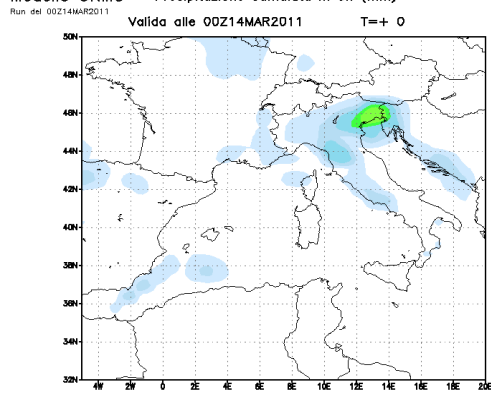 Modello Precipitazione cumulata in (mm)
Run del 00Z14MAR2011
Valida alle 00Z14MAR2011 T=+ 0
50N
48N
46N
44N
42N
40N
38N
36N
34N
32N
4W 2W 0 2E 4E 6E 8E 10E 12E 14E 16E 18E 20E